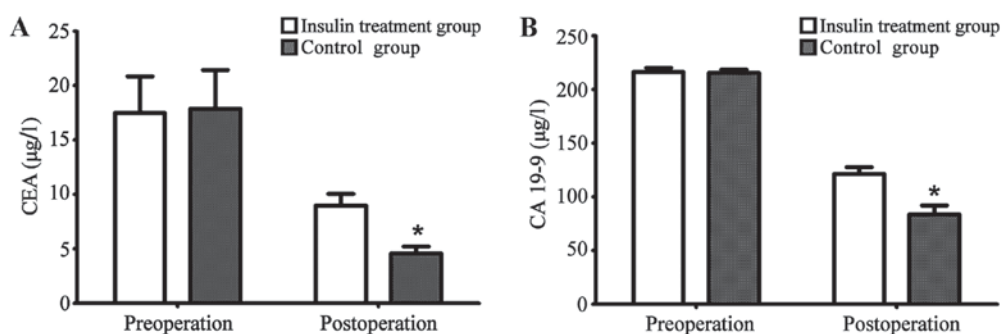 A
Insulin treatment group
Control group
CEA (μg/l)
25
20
15
10
5
0
*
Preoperation
Postoperation
B
Insulin treatment group
Control group
CA 19-9 (μg/l)
250
200
150
100
50
0
*
Preoperation
Postoperation